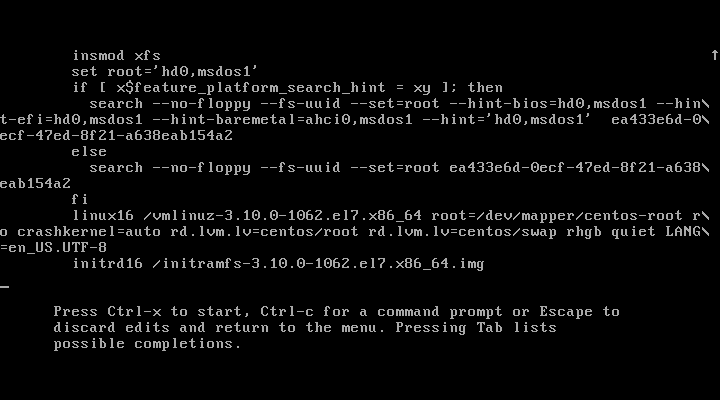 insmod xfs
set root='hd0,msdos1'
if [ x$feature_platform_search_hint = xy ]; then
search --no-floppy --fs-uuid --set=root --hint-bios=hd0,msdos1 --hin\
t-efi=hd0,msdos1 --hint-baremetal=ahci0,msdos1 --hint='hd0,msdos1'  ea433e6d-0\
ecf-47ed-8f21-a638eab154a2
else
search --no-floppy --fs-uuid --set=root ea433e6d-0ecf-47ed-8f21-a638\
eab154a2
fi
linux16 /vmlinuz-3.10.0-1062.el7.x86_64 root=/dev/mapper/centos-root r\
o crashkernel=auto rd.lvm.lv=centos/root rd.lvm.lv=centos/swap rhgb quiet LANG\
=en_US.UTF-8
initrd16 /initramfs-3.10.0-1062.el7.x86_64.img
Press Ctrl-x to start, Ctrl-c for a command prompt or Escape to
discard edits and return to the menu. Pressing Tab lists
possible completions.